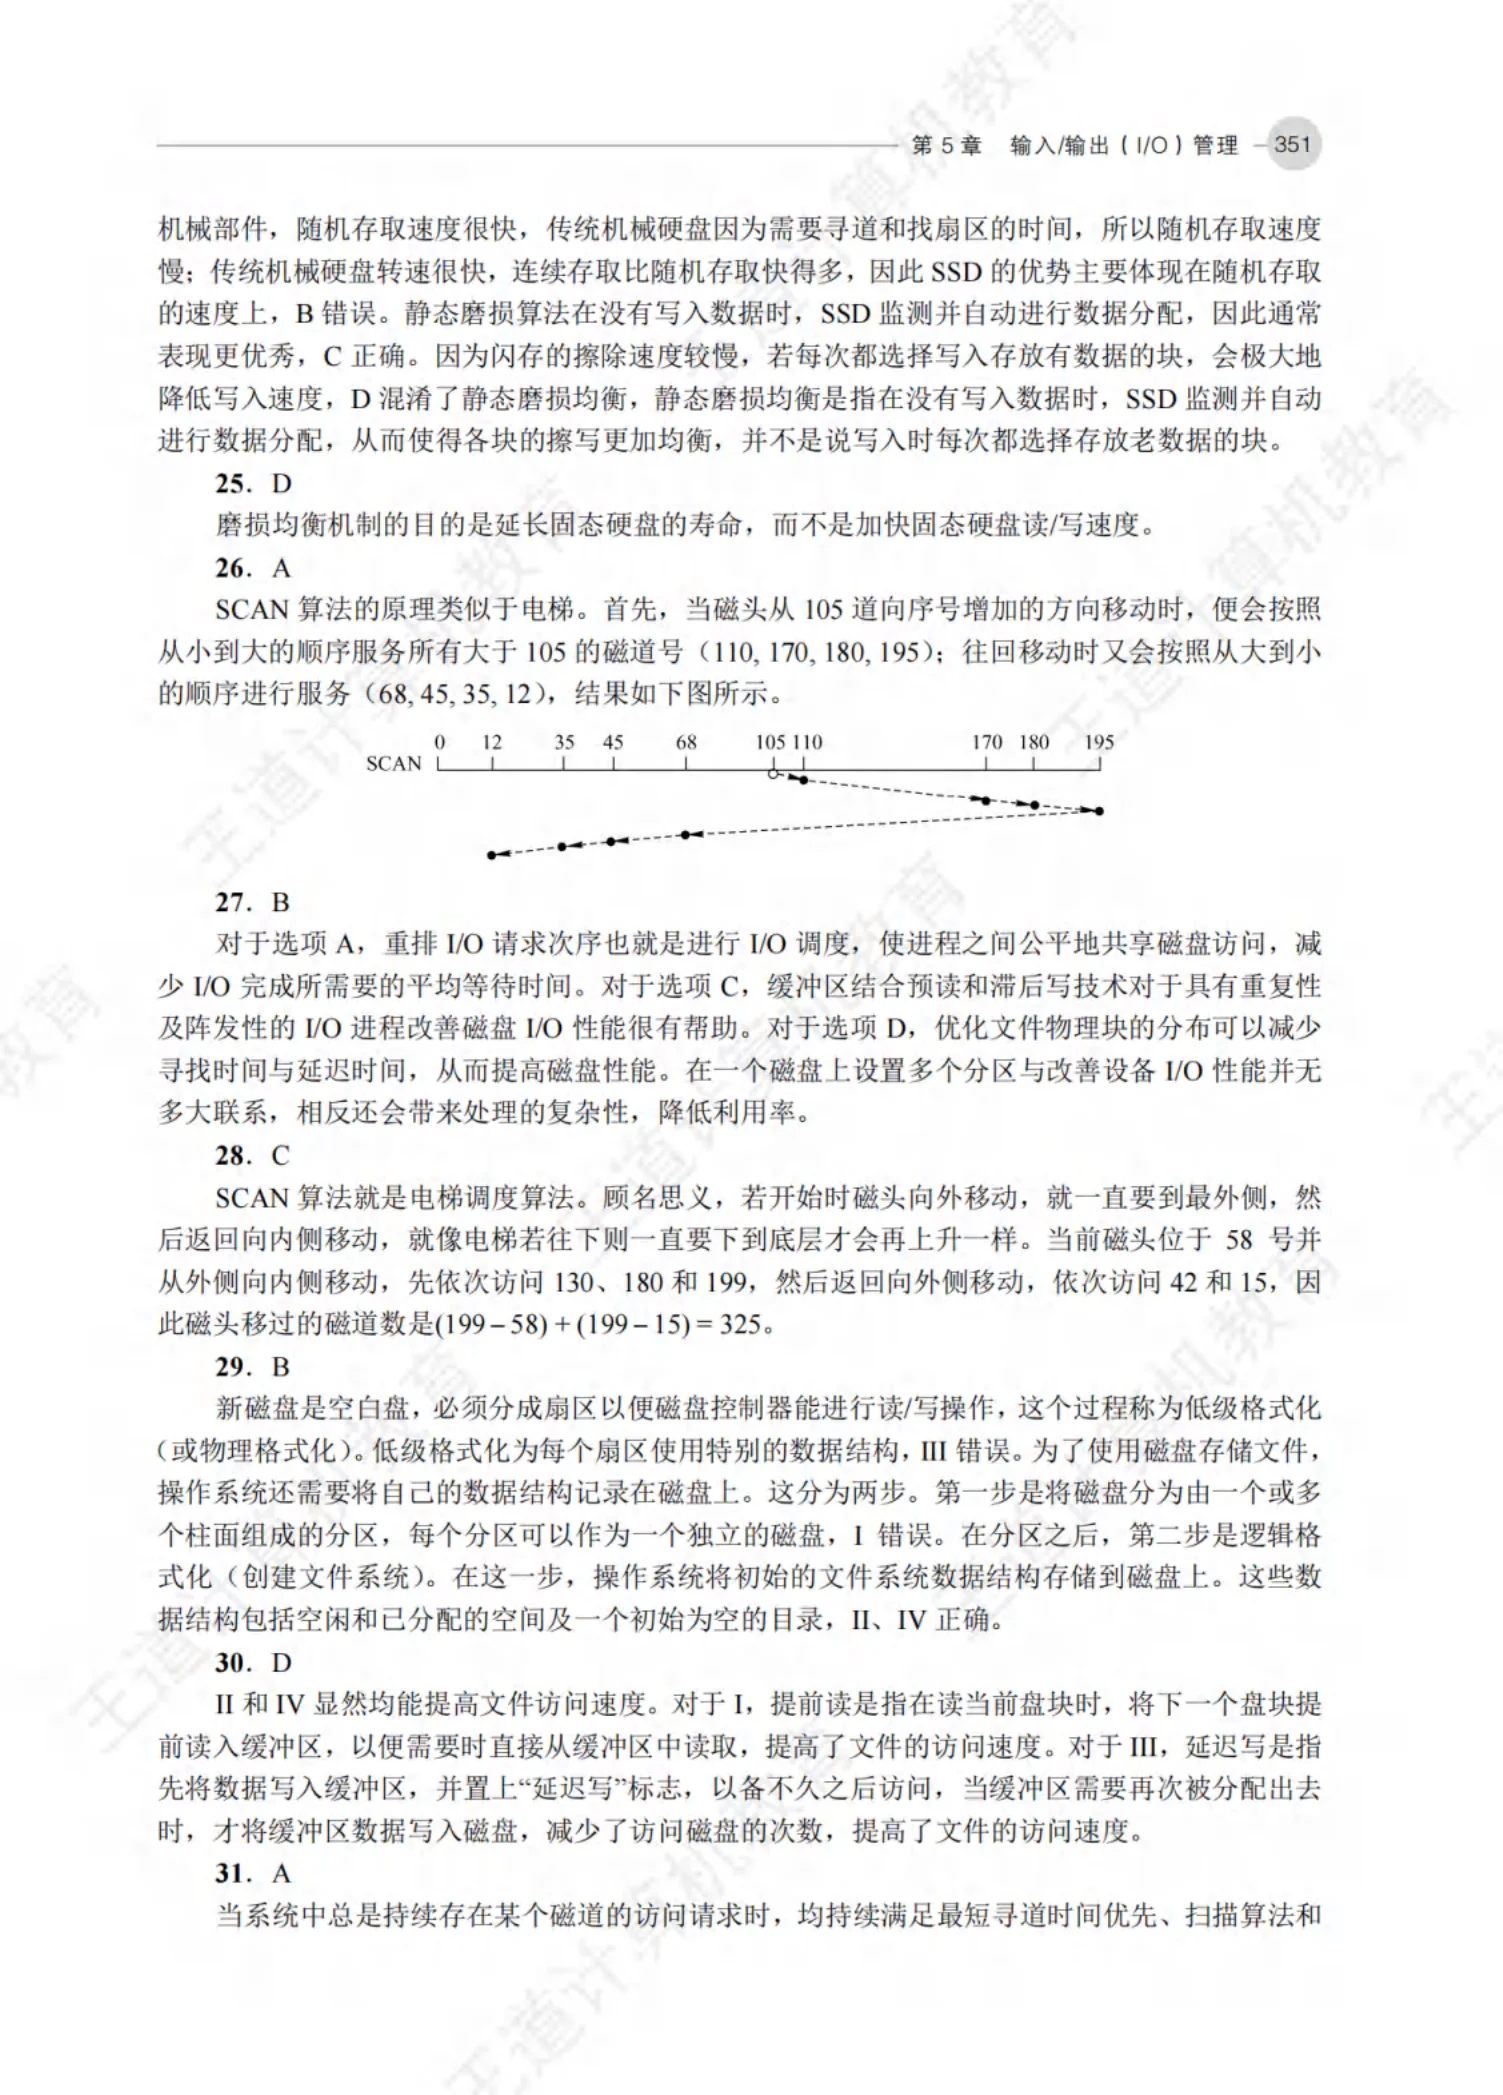 第 5 章 输入/输出（I/O）管理 351
机械部件，随机存取速度很快，传统机械硬盘因为需要寻道和找扇区的时间，所以随机存取速度
慢；传统机械硬盘转速很快，连续存取比随机存取快得多，因此 SSD 的优势主要体现在随机存取
的速度上，B 错误。静态磨损算法在没有写入数据时，SSD 监测并自动进行数据分配，因此通常
表现更优秀，C 正确。因为闪存的擦除速度较慢，若每次都选择写入存放有数据的块，会极大地
降低写入速度，D 混淆了静态磨损均衡，静态磨损均衡是指在没有写入数据时，SSD 监测并自动
进行数据分配，从而使得各块的擦写更加均衡，并不是说写入时每次都选择存放老数据的块。
25．D
磨损均衡机制的目的是延长固态硬盘的寿命，而不是加快固态硬盘读/写速度。
26．A
SCAN 算法的原理类似于电梯。首先，当磁头从 105 道向序号增加的方向移动时，便会按照
从小到大的顺序服务所有大于 105 的磁道号（110, 170, 180, 195）；往回移动时又会按照从大到小
的顺序进行服务（68, 45, 35, 12），结果如下图所示。
0 12 35 45 68 105 110 170 180 195
SCAN
27．B
对于选项 A，重排 I/O 请求次序也就是进行 I/O 调度，使进程之间公平地共享磁盘访问，减
少 I/O 完成所需要的平均等待时间。对于选项 C，缓冲区结合预读和滞后写技术对于具有重复性
及阵发性的 I/O 进程改善磁盘 I/O 性能很有帮助。对于选项 D，优化文件物理块的分布可以减少
寻找时间与延迟时间，从而提高磁盘性能。在一个磁盘上设置多个分区与改善设备 I/O 性能并无
多大联系，相反还会带来处理的复杂性，降低利用率。
28．C
SCAN 算法就是电梯调度算法。顾名思义，若开始时磁头向外移动，就一直要到最外侧，然
后返回向内侧移动，就像电梯若往下则一直要下到底层才会再上升一样。当前磁头位于 58 号并
从外侧向内侧移动，先依次访问 130、180 和 199，然后返回向外侧移动，依次访问 42 和 15，因
此磁头移过的磁道数是(199 – 58) + (199 – 15) = 325。
29．B
新磁盘是空白盘，必须分成扇区以便磁盘控制器能进行读/写操作，这个过程称为低级格式化
（或物理格式化）。低级格式化为每个扇区使用特别的数据结构，III 错误。为了使用磁盘存储文件，
操作系统还需要将自己的数据结构记录在磁盘上。这分为两步。第一步是将磁盘分为由一个或多
个柱面组成的分区，每个分区可以作为一个独立的磁盘，I 错误。在分区之后，第二步是逻辑格
式化（创建文件系统）。在这一步，操作系统将初始的文件系统数据结构存储到磁盘上。这些数
据结构包括空闲和已分配的空间及一个初始为空的目录，II、IV 正确。
30．D
II 和 IV 显然均能提高文件访问速度。对于 I，提前读是指在读当前盘块时，将下一个盘块提
前读入缓冲区，以便需要时直接从缓冲区中读取，提高了文件的访问速度。对于 III，延迟写是指
先将数据写入缓冲区，并置上“延迟写”标志，以备不久之后访问，当缓冲区需要再次被分配出去
时，才将缓冲区数据写入磁盘，减少了访问磁盘的次数，提高了文件的访问速度。
31．A
当系统中总是持续存在某个磁道的访问请求时，均持续满足最短寻道时间优先、扫描算法和
王道计算机教育
王道计算机教育
王道计算机教育
王道计算机教育
王道计算机教育
王道计算机教育
王道计算机教育